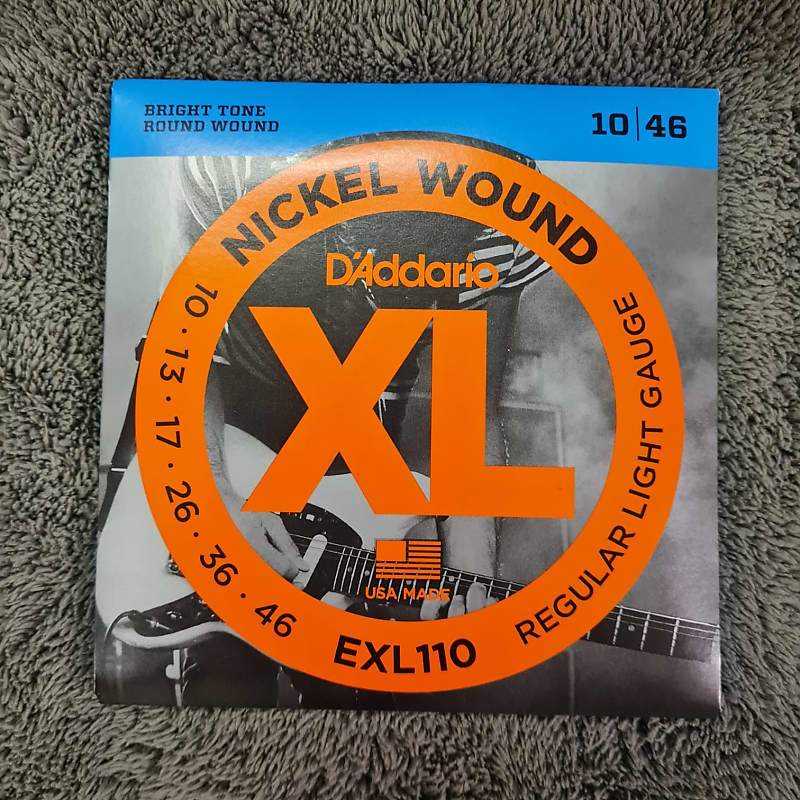 BRIGHT TONE
ROUND WOUND
10|46
NICKEL WOUND
D'Addario
XL
10 · 13 · 17 · 26 · 36 · 46
REGULAR LIGHT GAUGE
USA MADE
EXL110